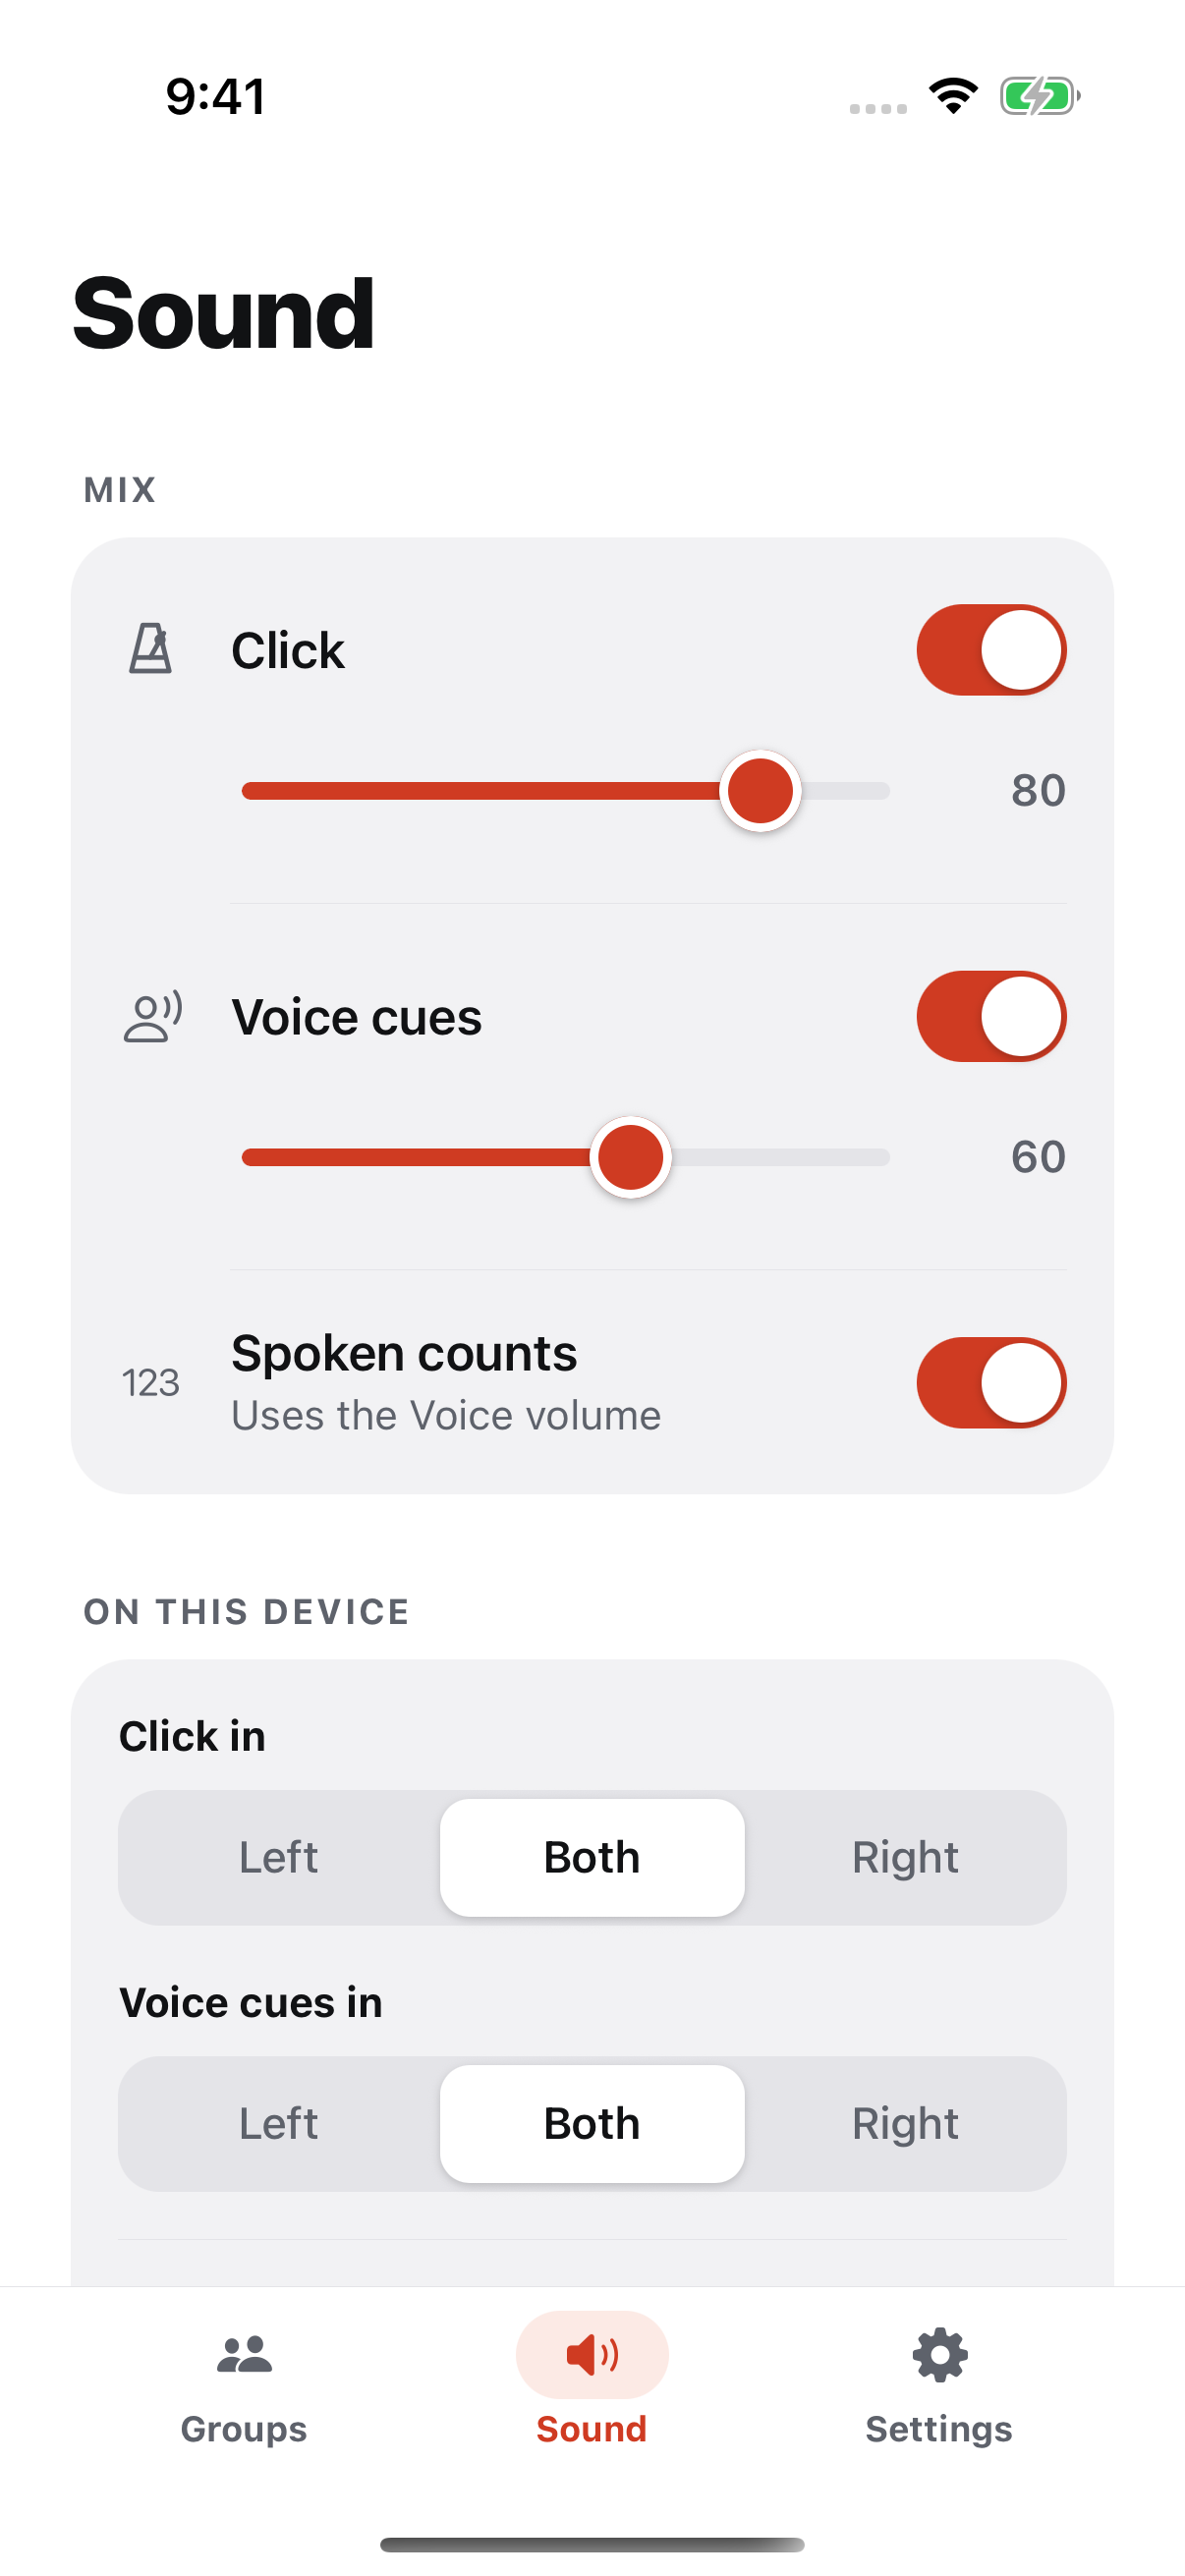 9:41
Sound
MIX
Click
80
Voice cues
60
123
Spoken counts
Uses the Voice volume
ON THIS DEVICE
Click in
Left Both Right
Voice cues in
Left Both Right
Groups Sound Settings